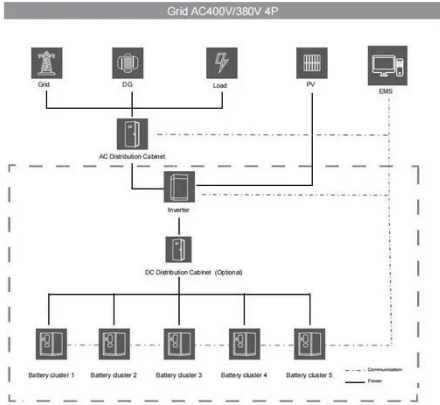 Grid AC400V/380V 4P
Grid DG Load PV EMS
AC Distribution Cabinet
Inverter
DC Distribution Cabinet (Optional)
Battery cluster 1 Battery cluster 2 Battery cluster 3 Battery cluster 4 Battery cluster 5
Communication
Power